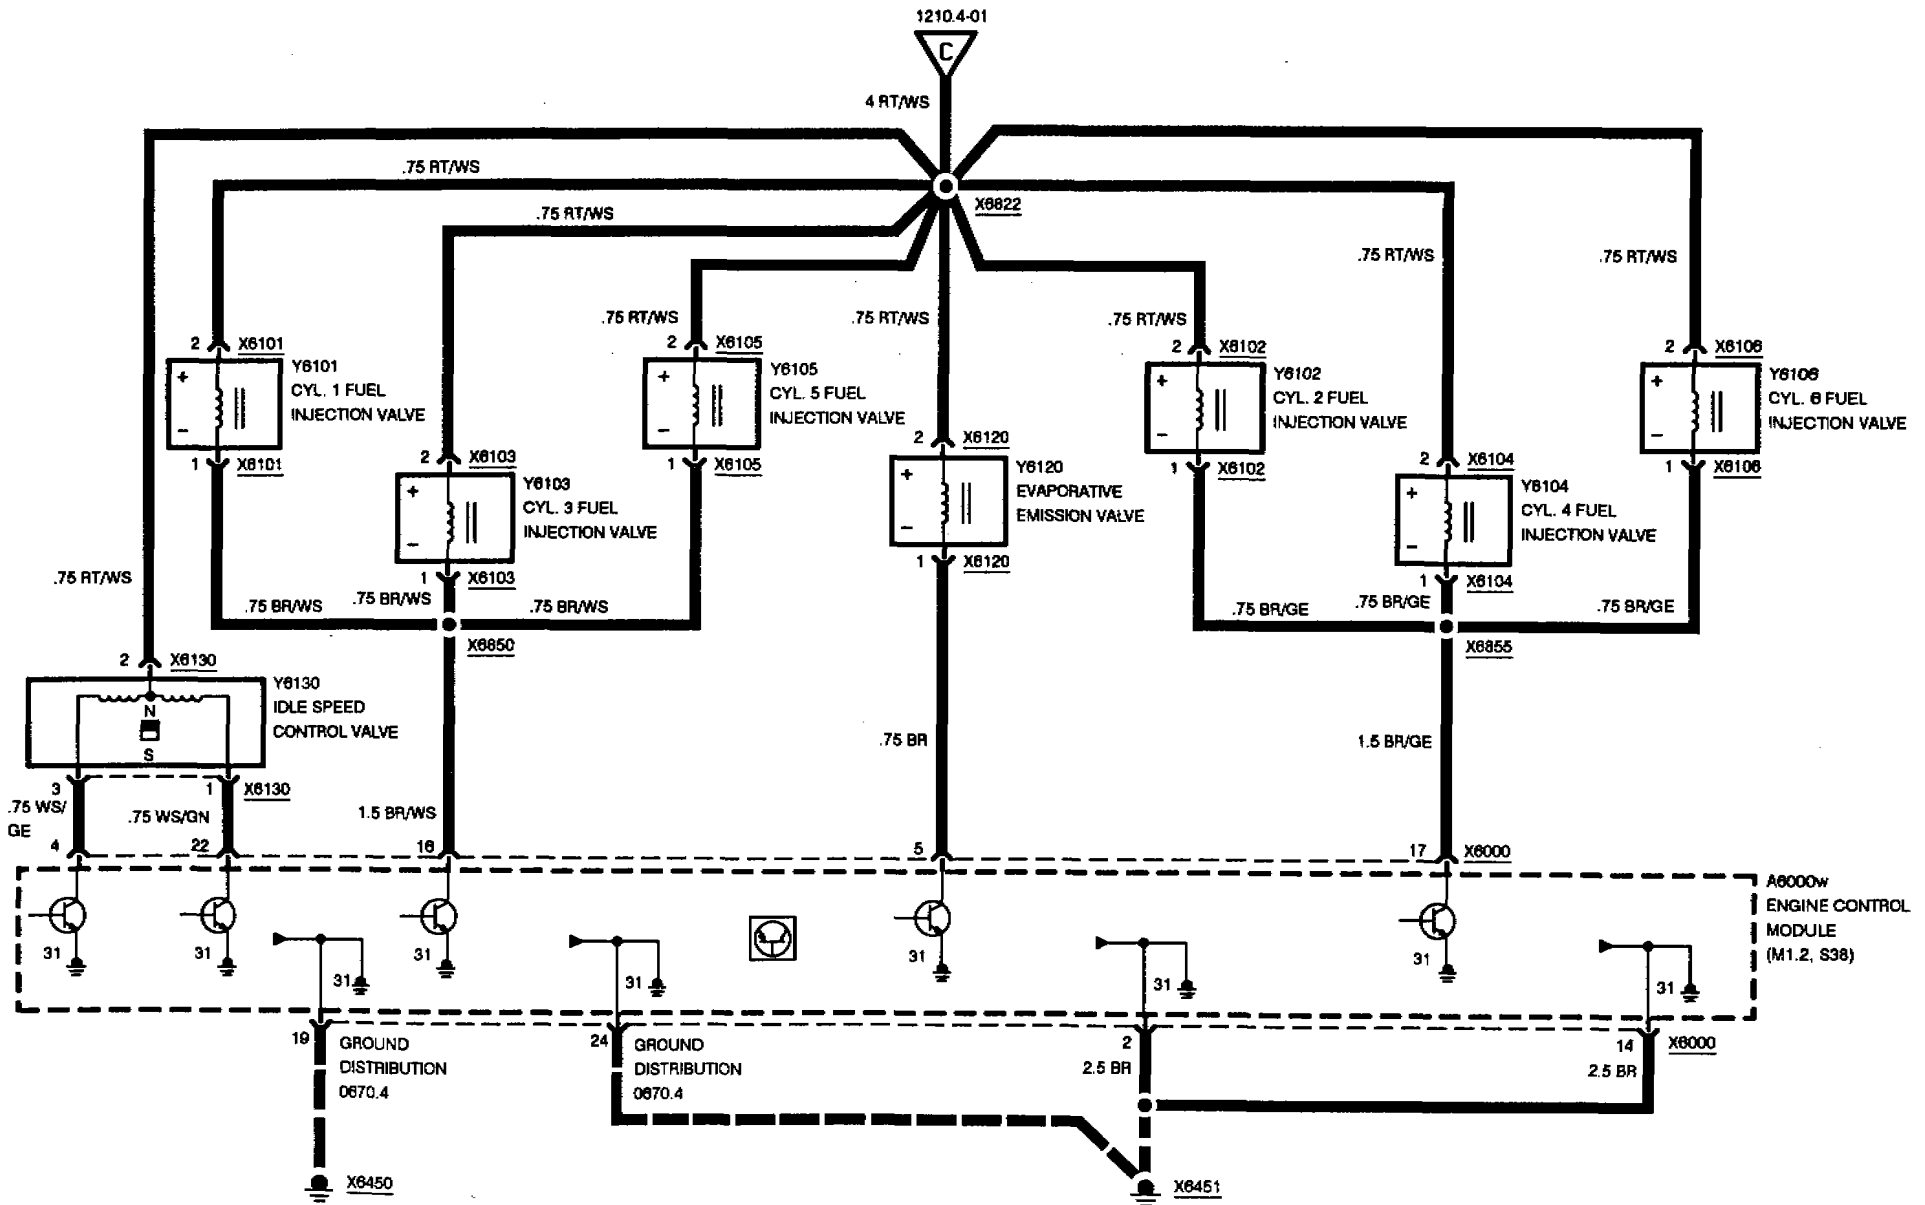 1210.4-01
C
4 RT/WS
.75 RT/WS
X6822
.75 RT/WS
.75 RT/WS
.75 RT/WS
.75 RT/WS
.75 RT/WS
.75 RT/WS
.75 RT/WS
2 X6101
Y6101
CYL. 1 FUEL
INJECTION VALVE
+
−
1 X6101
2 X6105
Y6105
CYL. 5 FUEL
INJECTION VALVE
+
−
1 X6105
2 X6102
Y6102
CYL. 2 FUEL
INJECTION VALVE
+
−
1 X6102
2 X6106
Y6106
CYL. 6 FUEL
INJECTION VALVE
+
−
1 X6106
2 X6103
Y6103
CYL. 3 FUEL
INJECTION VALVE
+
−
1 X6103
2 X6120
Y6120
EVAPORATIVE
EMISSION VALVE
+
−
1 X6120
2 X6104
Y6104
CYL. 4 FUEL
INJECTION VALVE
+
−
1 X6104
.75 RT/WS
.75 BR/WS
.75 BR/WS
.75 BR/WS
X6850
.75 BR/GE
.75 BR/GE
.75 BR/GE
X6855
2 X6130
Y6130
IDLE SPEED
CONTROL VALVE
N
S
3
1 X6130
.75 WS/
GE
.75 WS/GN
1.5 BR/WS
.75 BR
1.5 BR/GE
4
22
16
5
17 X6000
A6000w
ENGINE CONTROL
MODULE
(M1.2, S38)
31
31
31
31
31
31
31
31
31
19
GROUND
DISTRIBUTION
0670.4
24
GROUND
DISTRIBUTION
0670.4
2
2.5 BR
14 X6000
2.5 BR
X6450
X6451